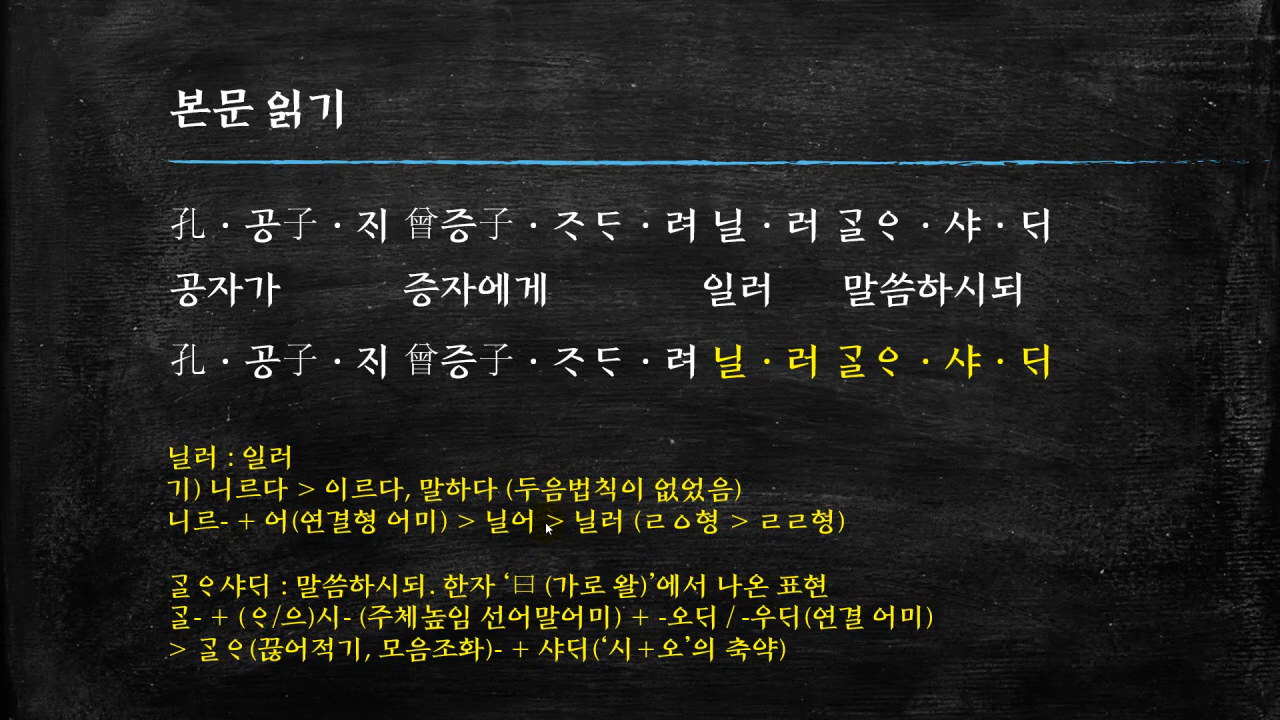 본문 읽기
孔·공子·ᄌᆡ 曾증子·ᄌᆞᄃᆞ·려 닐·러 ᄀᆞᆯᄋᆞ·샤·ᄃᆡ
공자가 증자에게 일러 말씀하시되
孔·공子·ᄌᆡ 曾증子·ᄌᆞᄃᆞ·려 닐·러 ᄀᆞᆯᄋᆞ·샤·ᄃᆡ
닐러 : 일러
기) 니르다 > 이르다, 말하다 (두음법칙이 없었음)
니르- + 어(연결형 어미) > 닐어 > 닐러 (ㄹㅇ형 > ㄹㄹ형)
ᄀᆞᆯᄋᆞ샤ᄃᆡ : 말씀하시되. 한자 ‘曰 (가로 왈)’에서 나온 표현
ᄀᆞᆯ- + (ᄋᆞ/으)시- (주체높임 선어말어미) + -오ᄃᆡ / -우ᄃᆡ(연결 어미)
> ᄀᆞᆯᄋᆞ(끊어적기, 모음조화)- + 샤ᄃᆡ(‘시+오’의 축약)